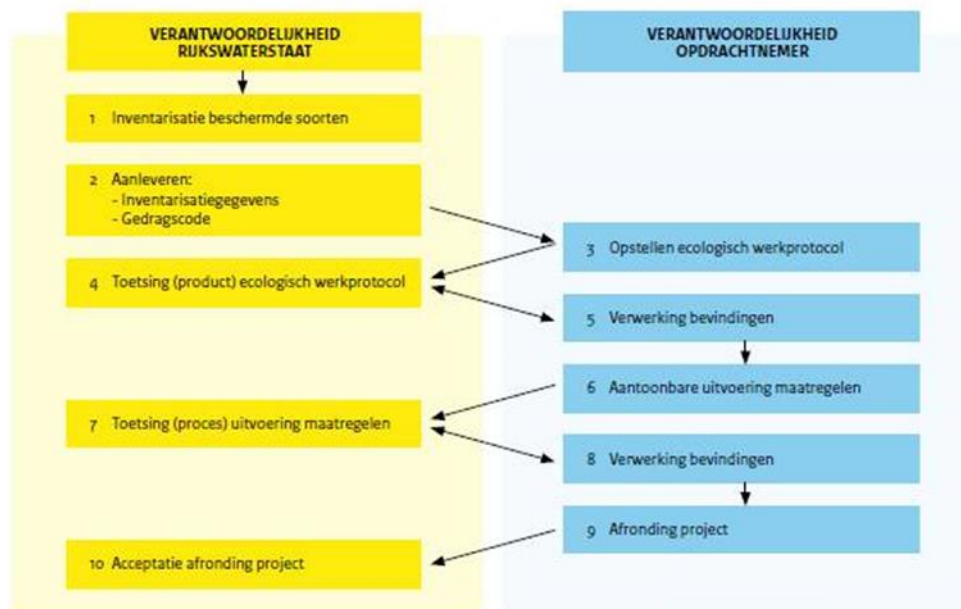 VERANTWOORDELIJKHEID
RIJKSWATERSTAAT
VERANTWOORDELIJKHEID
OPDRACHTNEMER
1 Inventarisatie beschermde soorten
2 Aanleveren:
- Inventarisatiegegevens
- Gedragscode
3 Opstellen ecologisch werkprotocol
4 Toetsing (product) ecologisch werkprotocol
5 Verwerking bevindingen
6 Aantoonbare uitvoering maatregelen
7 Toetsing (proces) uitvoering maatregelen
8 Verwerking bevindingen
9 Afronding project
10 Acceptatie afronding project